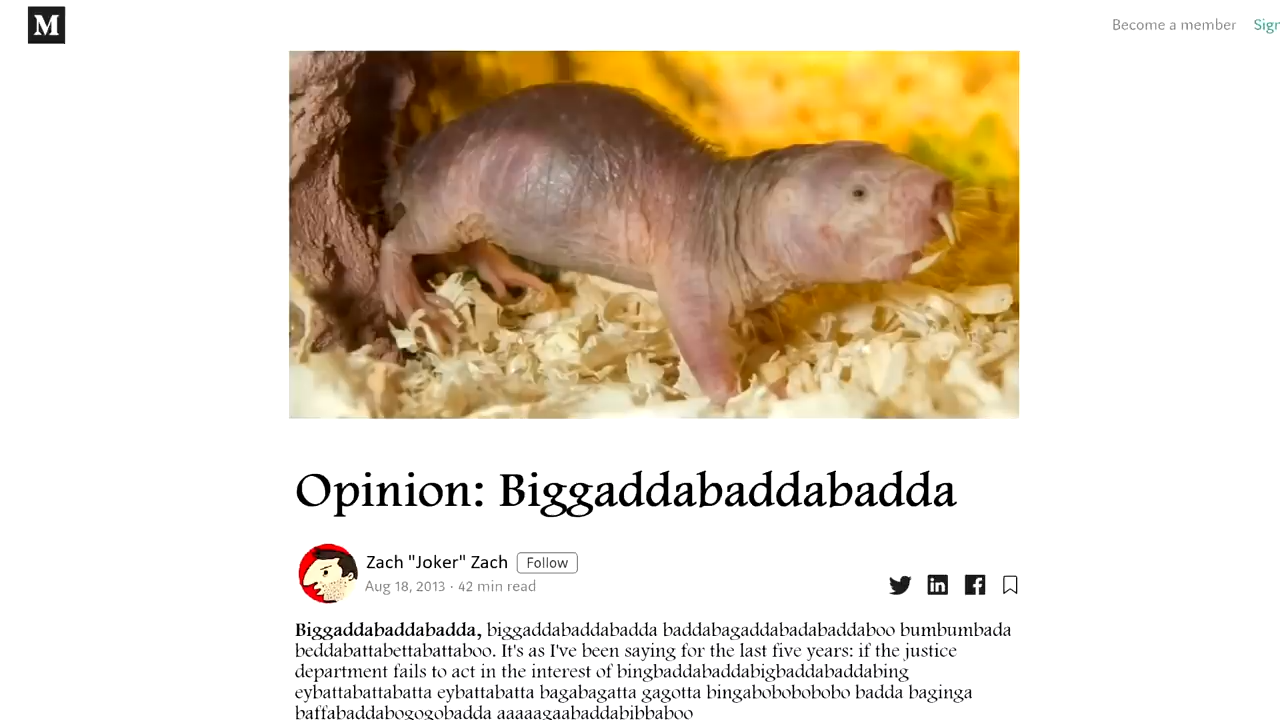 M
Become a member
Sign
Opinion: Biggaddabaddabadda
Zach "Joker" Zach Follow
Aug 18, 2013 · 42 min read
Biggaddabaddabadda, biggaddabaddabadda baddabagaddabadabaddaboo bumbumbada
beddabattabettabattaboo. It's as I've been saying for the last five years: if the justice
department fails to act in the interest of bingbaddabaddabigbaddabaddabing
eybattabattabatta eybattabatta bagabagatta gagotta bingabobobobobo badda baginga
baffabaddabogogobadda aaaaagaabaddabibbaboo